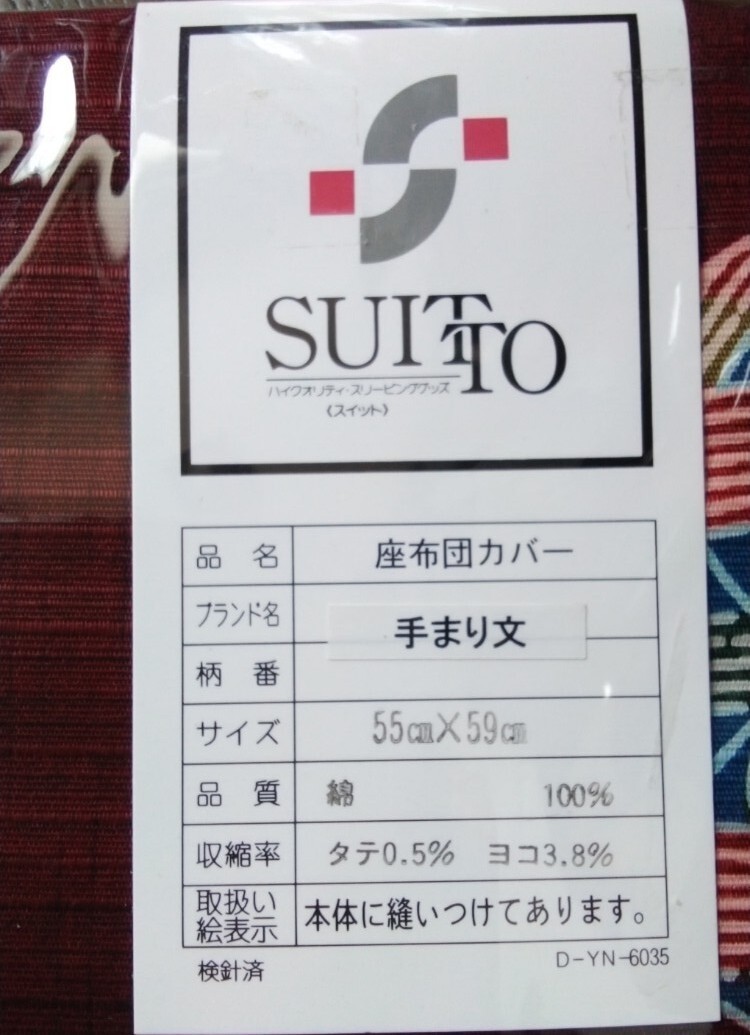 SUITTO
ハイクオリティ・スリーピンググッズ
《スイット》
品名 座布団カバー
ブランド名 手まり文
柄番
サイズ 55㎝×59㎝
品質 綿 100%
収縮率 タテ0.5% ヨコ3.8%
取扱い
絵表示 本体に縫いつけてあります。
検針済 D-YN-6035